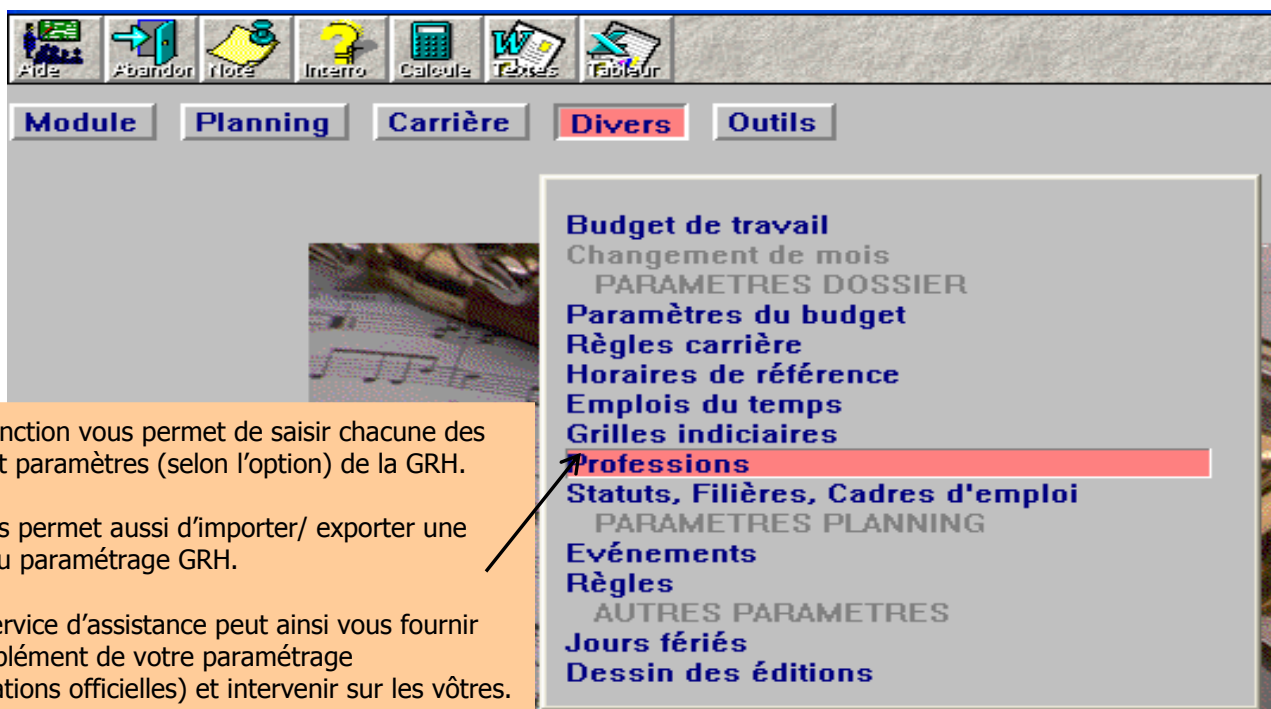 Aide Abandon Note Interro Calcule Textes Tableur
Module Planning Carrière Divers Outils
Budget de travail
Changement de mois
PARAMETRES DOSSIER
Paramètres du budget
Règles carrière
Horaires de référence
Emplois du temps
Grilles indiciaires
Professions
Statuts, Filières, Cadres d'emploi
PARAMETRES PLANNING
Evénements
Règles
AUTRES PARAMETRES
Jours fériés
Dessin des éditions
nction vous permet de saisir chacune des
t paramètres (selon l’option) de la GRH.
s permet aussi d’importer/ exporter une
u paramétrage GRH.
ervice d’assistance peut ainsi vous fournir
plément de votre paramétrage
ations officielles) et intervenir sur les vôtres.